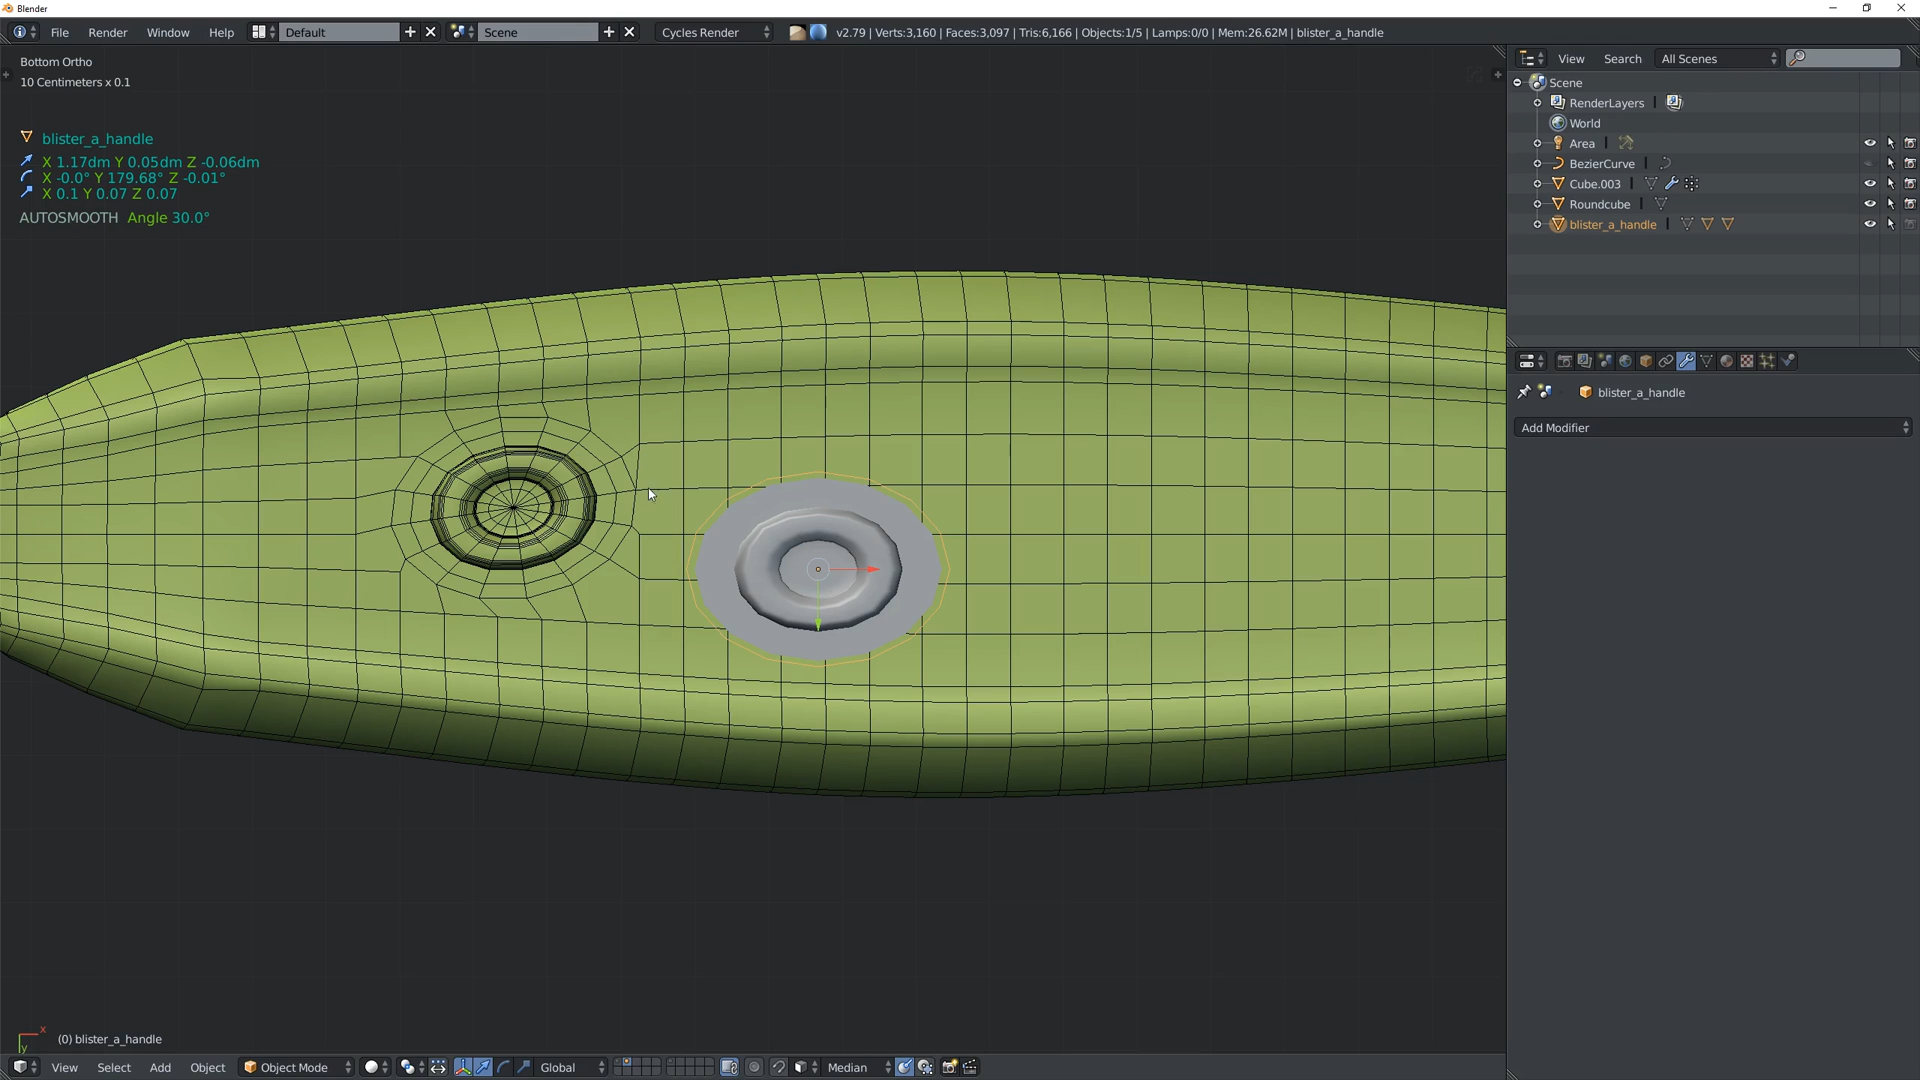 Blender
File Render Window Help Default Scene Cycles Render v2.79 | Verts:3,160 | Faces:3,097 | Tris:6,166 | Objects:1/5 | Lamps:0/0 | Mem:26.62M | blister_a_handle
Bottom Ortho
10 Centimeters x 0.1
blister_a_handle
X 1.17dm Y 0.05dm Z -0.06dm
X -0.0° Y 179.68° Z -0.01°
X 0.1 Y 0.07 Z 0.07
AUTOSMOOTH Angle 30.0°
View Search All Scenes
Scene
RenderLayers
World
Area
BezierCurve
Cube.003
Roundcube
blister_a_handle
blister_a_handle
Add Modifier
x
y
(0) blister_a_handle
View Select Add Object Object Mode Global Median